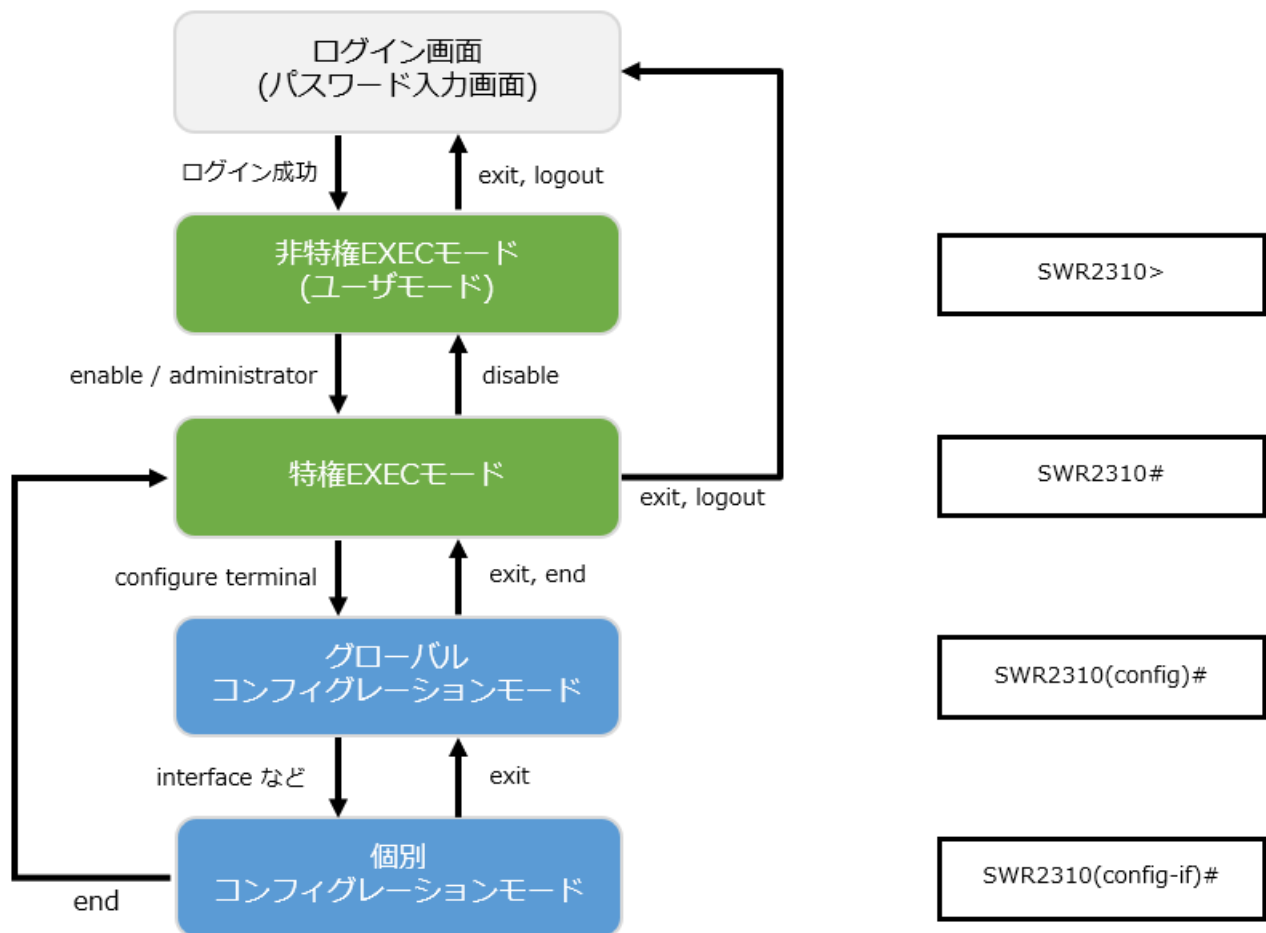 ログイン画面
(パスワード入力画面)
ログイン成功
exit, logout
非特権EXECモード
(ユーザモード)
SWR2310>
enable / administrator
disable
特権EXECモード
SWR2310#
exit, logout
configure terminal
exit, end
グローバル
コンフィグレーションモード
SWR2310(config)#
interface など
exit
個別
コンフィグレーションモード
SWR2310(config-if)#
end